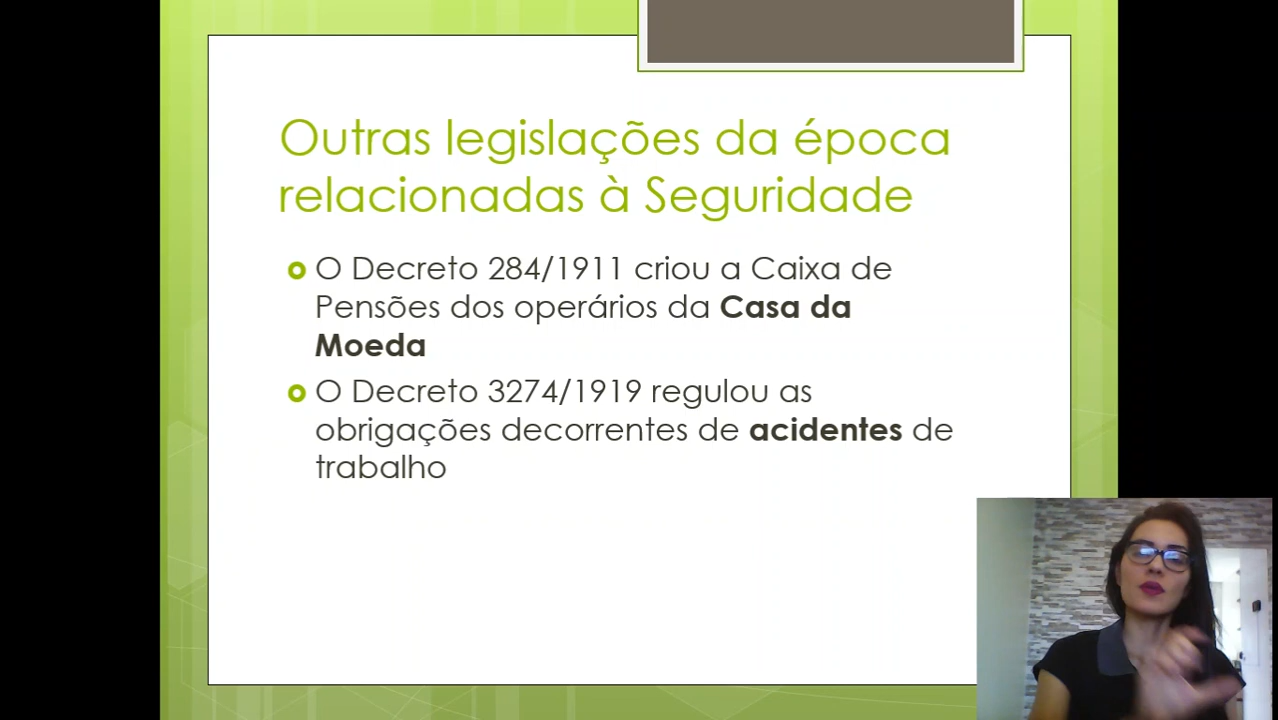 Outras legislações da época
relacionadas à Seguridade
O Decreto 284/1911 criou a Caixa de
Pensões dos operários da Casa da
Moeda
O Decreto 3274/1919 regulou as
obrigações decorrentes de acidentes de
trabalho